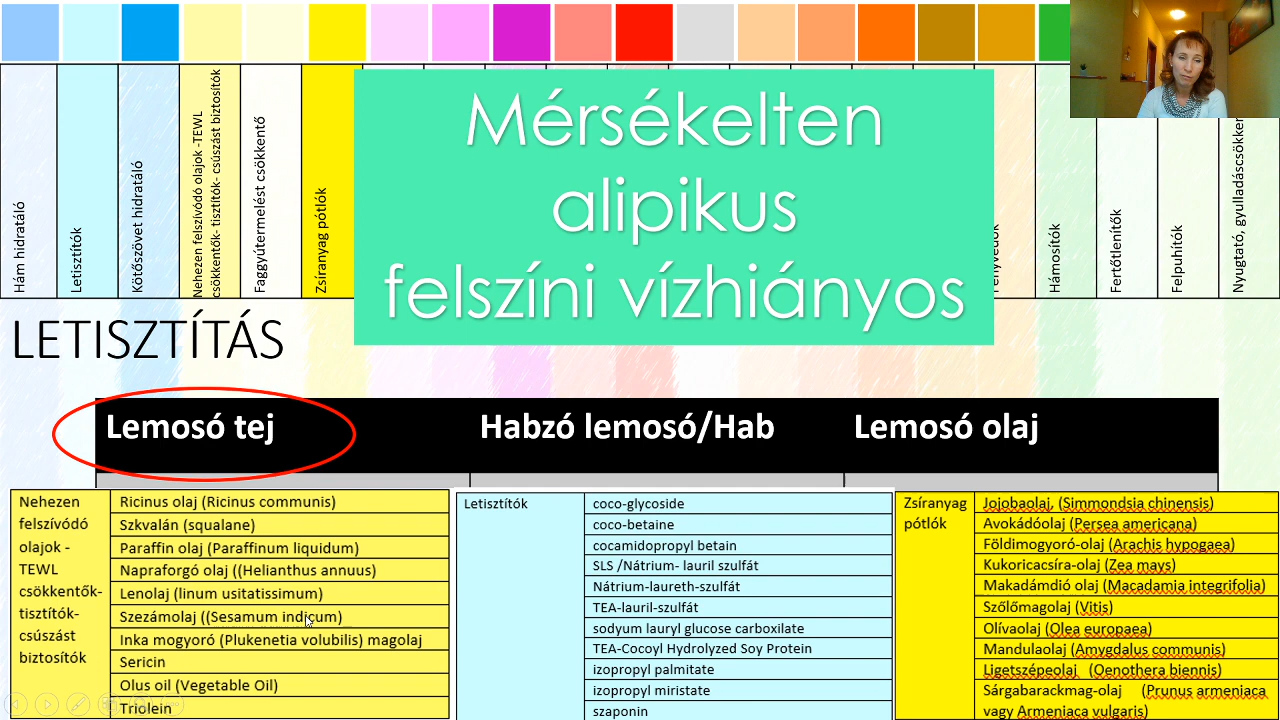 Hám hidratáló
Letisztítók
Kötőszövet hidratáló
Nehezen felszívódó olajok -TEWL
csökkentők- tisztítók- csúszást biztosítók
Faggyútermelést csökkentő
Zsíranyag pótlók
Hámosítók
Fertőtlenítők
Felpuhítók
Nyugtató, gyulladáscsökken
Mérsékelten
alipikus
felszíni vízhiányos
LETISZTÍTÁS
Lemosó tej
Habzó lemosó/Hab
Lemosó olaj
Nehezen
felszívódó
olajok -
TEWL
csökkentők-
tisztítók-
csúszást
biztosítók
Ricinus olaj (Ricinus communis)
Szkvalán (squalane)
Paraffin olaj (Paraffinum liquidum)
Napraforgó olaj ((Helianthus annuus)
Lenolaj (linum usitatissimum)
Szezámolaj ((Sesamum indicum)
Inka mogyoró (Plukenetia volubilis) magolaj
Sericin
Olus oil (Vegetable Oil)
Triolein
Letisztítók
coco-glycoside
coco-betaine
cocamidopropyl betain
SLS /Nátrium- lauril szulfát
Nátrium-laureth-szulfát
TEA-lauril-szulfát
sodyum lauryl glucose carboxilate
TEA-Cocoyl Hydrolyzed Soy Protein
izopropyl palmitate
izopropyl miristate
szaponin
Zsíranyag
pótlók
Jojobaolaj, (Simmondsia chinensis)
Avokádóolaj (Persea americana)
Földimogyoró-olaj (Arachis hypogaea)
Kukoricacsíra-olaj (Zea mays)
Makadámdió olaj (Macadamia integrifolia)
Szőlőmagolaj (Vitis)
Olívaolaj (Olea europaea)
Mandulaolaj (Amygdalus communis)
Ligetszépeolaj (Oenothera biennis)
Sárgabarackmag-olaj (Prunus armeniaca
vagy Armeniaca vulgaris)